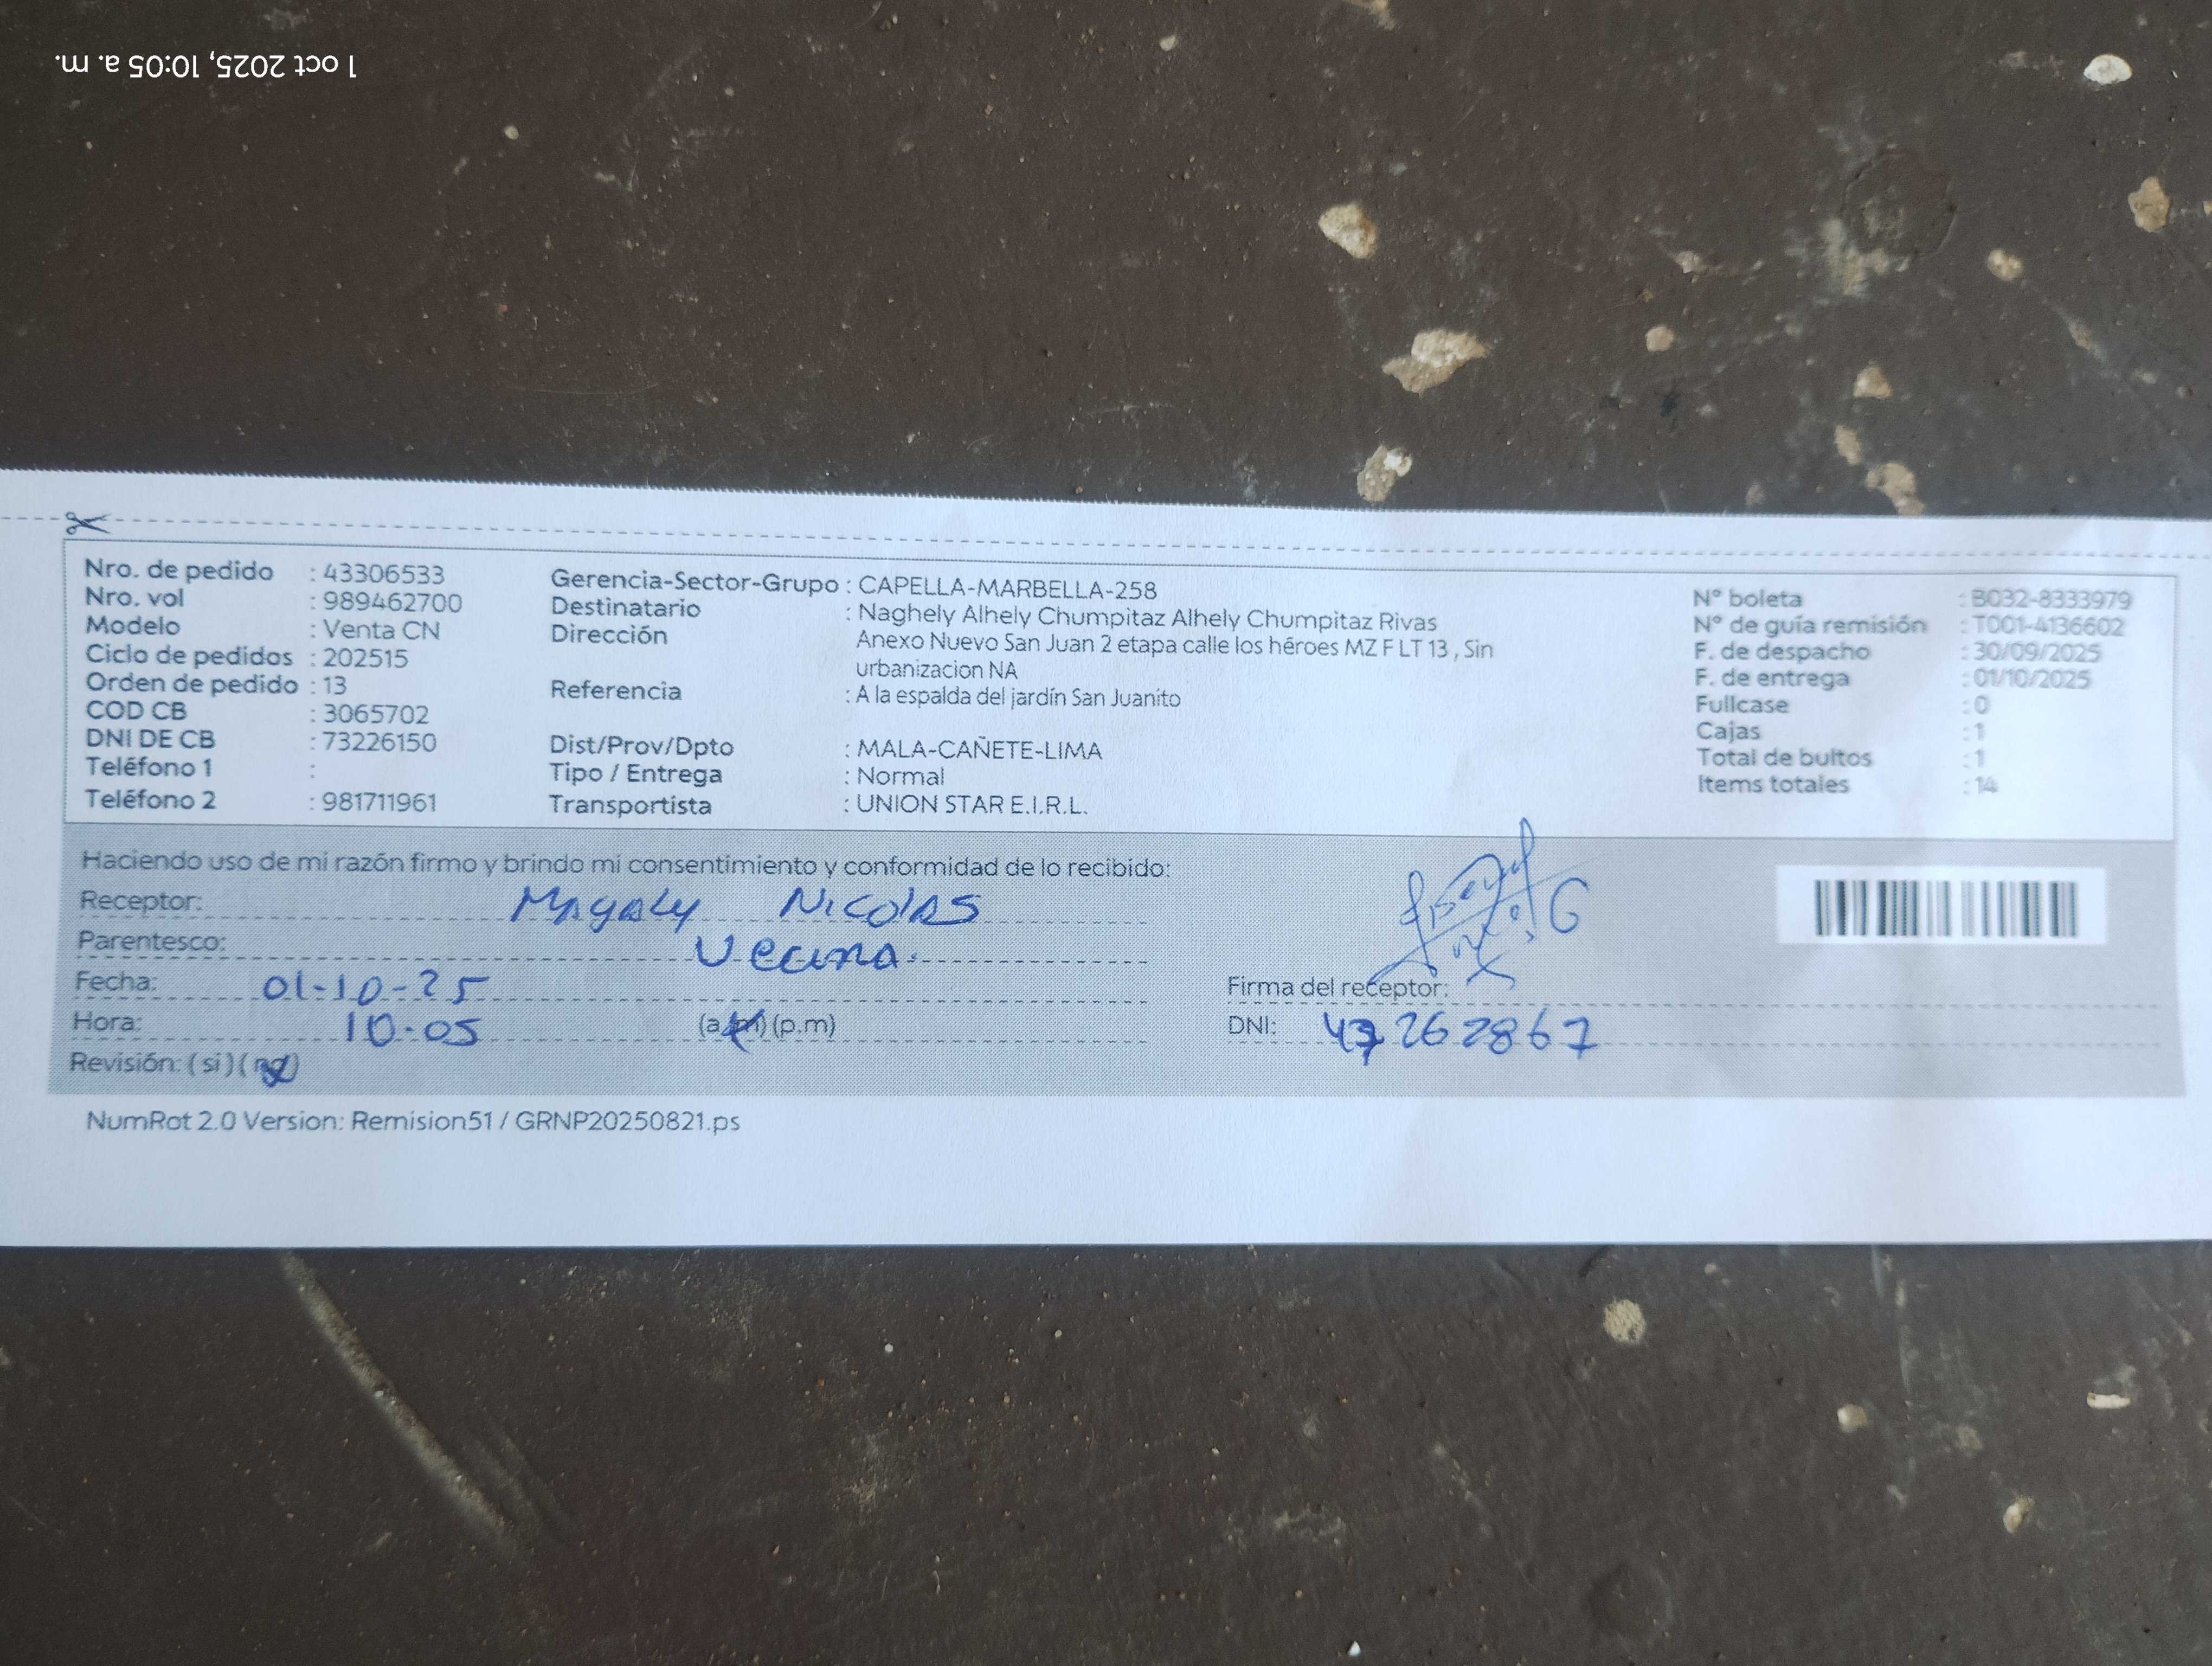 1 oct 2025, 10:05 a. m.
Nro. de pedido : 43306533
Nro. vol : 989462700
Modelo : Venta CN
Ciclo de pedidos : 202515
Orden de pedido : 13
COD CB : 3065702
DNI DE CB : 73226150
Teléfono 1 :
Teléfono 2 : 981711961
Gerencia-Sector-Grupo : CAPELLA-MARBELLA-258
Destinatario : Naghely Alhely Chumpitaz Alhely Chumpitaz Rivas
Dirección Anexo Nuevo San Juan 2 etapa calle los héroes MZ F LT 13 , Sin
urbanizacion NA
Referencia : A la espalda del jardín San Juanito
Dist/Prov/Dpto : MALA-CAÑETE-LIMA
Tipo / Entrega : Normal
Transportista : UNION STAR E.I.R.L.
N° boleta : B032-8333979
N° de guía remisión : T001-4136602
F. de despacho : 30/09/2025
F. de entrega : 01/10/2025
Fullcase : 0
Cajas : 1
Total de bultos : 1
Items totales : 14
Haciendo uso de mi razón firmo y brindo mi consentimiento y conformidad de lo recibido:
Receptor: Magaly Nicolas
Parentesco: Vecina.
Fecha: 01-10-25
Hora: 10-05 (a.m) (p.m)
Revisión: ( si ) ( no )
Firma del receptor:
DNI: 47262867
NumRot 2.0 Version: Remision51 / GRNP20250821.ps